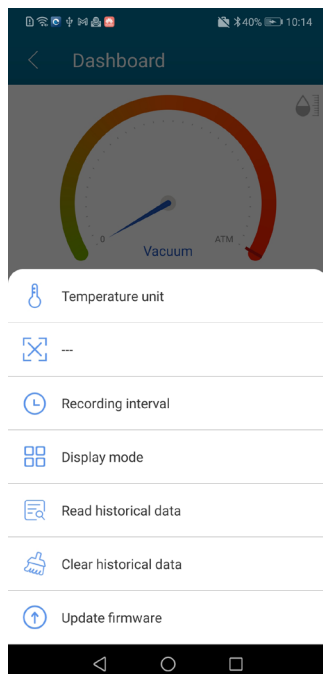 40% 10:14
Dashboard
0
ATM
Vacuum
Temperature unit
---
Recording interval
Display mode
Read historical data
Clear historical data
Update firmware